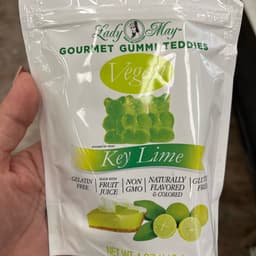 Lady May
GOURMET GUMMI TEDDIES
Vegan
Key Lime
GELATIN FREE
MADE WITH FRUIT JUICE
NON GMO
NATURALLY FLAVORED & COLORED
GLUTEN FREE